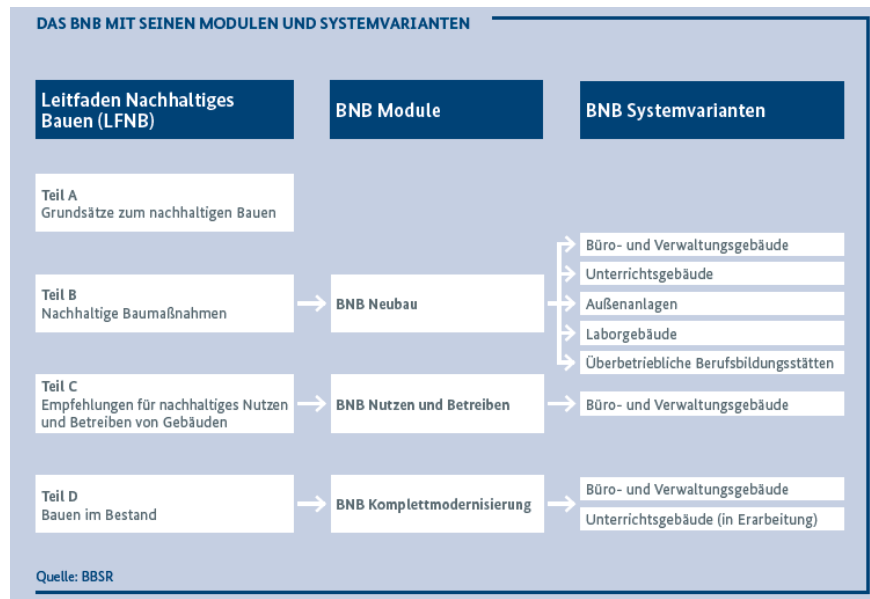 DAS BNB MIT SEINEN MODULEN UND SYSTEMVARIANTEN
Leitfaden Nachhaltiges
Bauen (LFNB)
BNB Module
BNB Systemvarianten
Teil A
Grundsätze zum nachhaltigen Bauen
Teil B
Nachhaltige Baumaßnahmen
BNB Neubau
Büro- und Verwaltungsgebäude
Unterrichtsgebäude
Außenanlagen
Laborgebäude
Überbetriebliche Berufsbildungsstätten
Teil C
Empfehlungen für nachhaltiges Nutzen
und Betreiben von Gebäuden
BNB Nutzen und Betreiben
Büro- und Verwaltungsgebäude
Teil D
Bauen im Bestand
BNB Komplettmodernisierung
Büro- und Verwaltungsgebäude
Unterrichtsgebäude (in Erarbeitung)
Quelle: BBSR